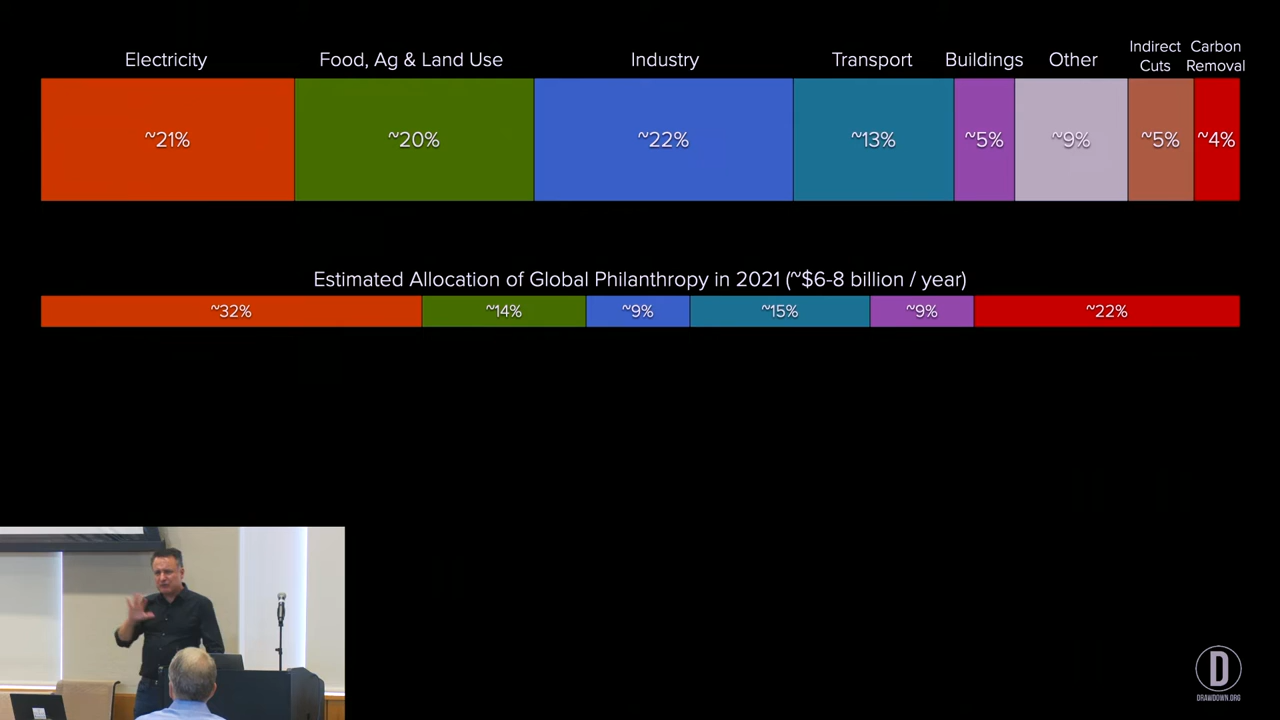 Electricity
Food, Ag & Land Use
Industry
Transport
Buildings
Other
Indirect
Cuts
Carbon
Removal
~21%
~20%
~22%
~13%
~5%
~9%
~5%
~4%
Estimated Allocation of Global Philanthropy in 2021 (~$6-8 billion / year)
~32%
~14%
~9%
~15%
~9%
~22%
D
DRAWDOWN.ORG